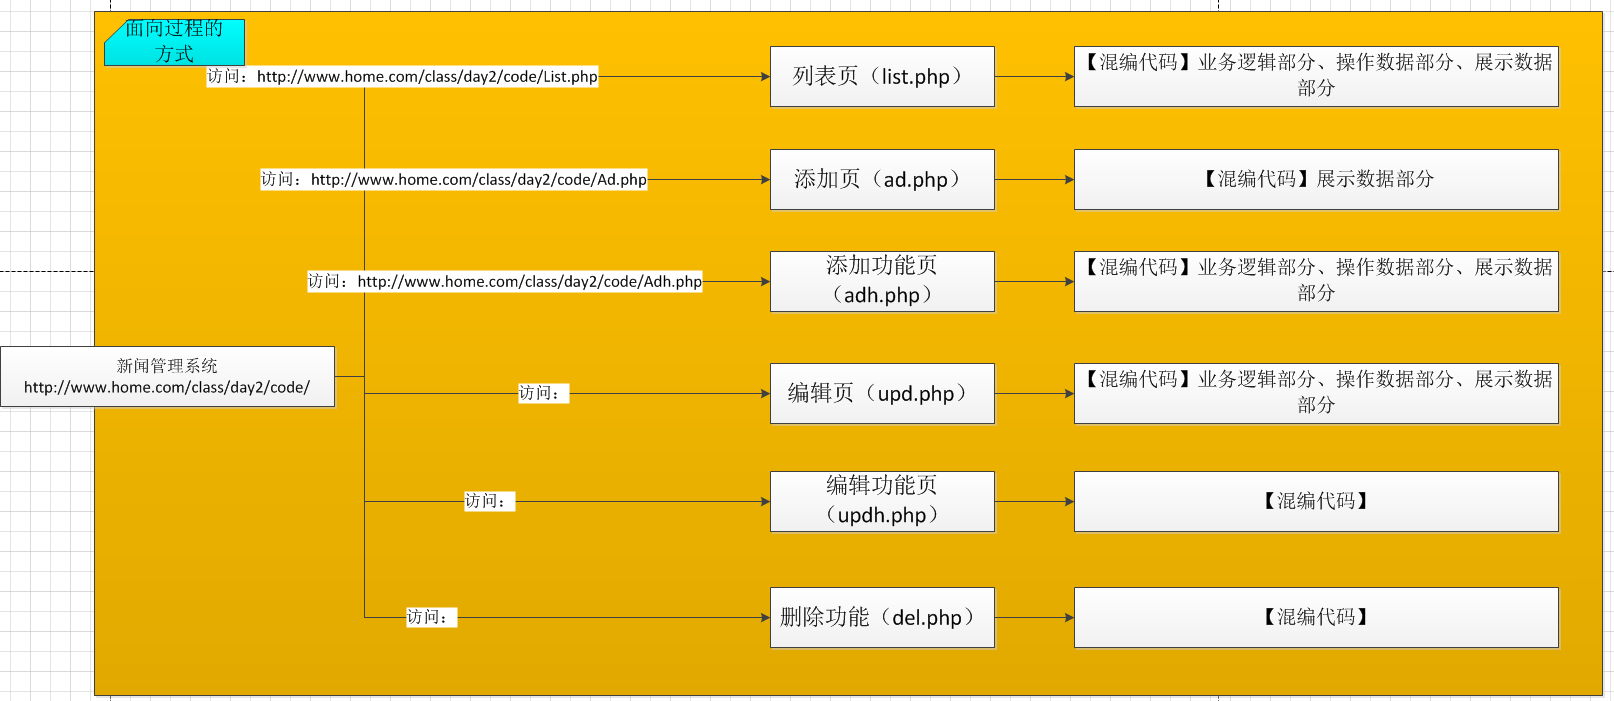 面向过程的
方式
访问：http://www.home.com/class/day2/code/List.php
列表页（list.php）
【混编代码】业务逻辑部分、操作数据部分、展示数据
部分
访问：http://www.home.com/class/day2/code/Ad.php
添加页（ad.php）
【混编代码】展示数据部分
访问：http://www.home.com/class/day2/code/Adh.php
添加功能页
（adh.php）
【混编代码】业务逻辑部分、操作数据部分、展示数据
部分
新闻管理系统
http://www.home.com/class/day2/code/
访问：
编辑页（upd.php）
【混编代码】业务逻辑部分、操作数据部分、展示数据
部分
访问：
编辑功能页
（updh.php）
【混编代码】
访问：
删除功能（del.php）
【混编代码】